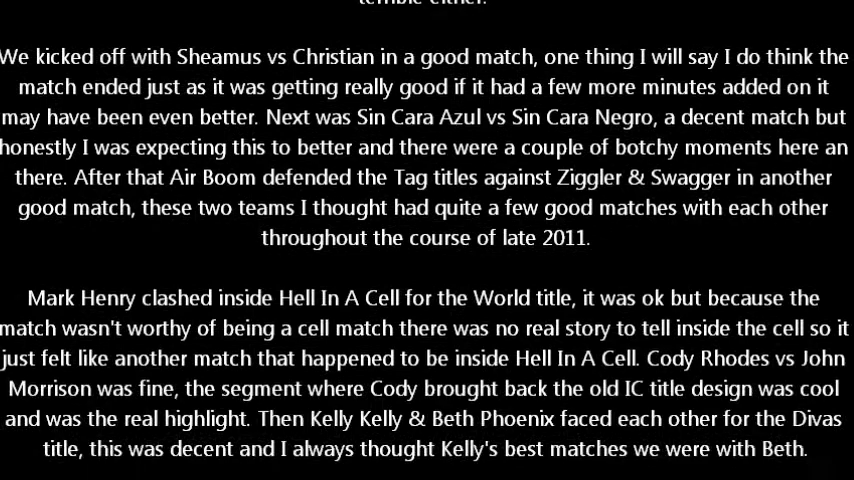 terrible either.
We kicked off with Sheamus vs Christian in a good match, one thing I will say I do think the
match ended just as it was getting really good if it had a few more minutes added on it
may have been even better. Next was Sin Cara Azul vs Sin Cara Negro, a decent match but
honestly I was expecting this to better and there were a couple of botchy moments here an
there. After that Air Boom defended the Tag titles against Ziggler & Swagger in another
good match, these two teams I thought had quite a few good matches with each other
throughout the course of late 2011.
Mark Henry clashed inside Hell In A Cell for the World title, it was ok but because the
match wasn't worthy of being a cell match there was no real story to tell inside the cell so it
just felt like another match that happened to be inside Hell In A Cell. Cody Rhodes vs John
Morrison was fine, the segment where Cody brought back the old IC title design was cool
and was the real highlight. Then Kelly Kelly & Beth Phoenix faced each other for the Divas
title, this was decent and I always thought Kelly's best matches we were with Beth.